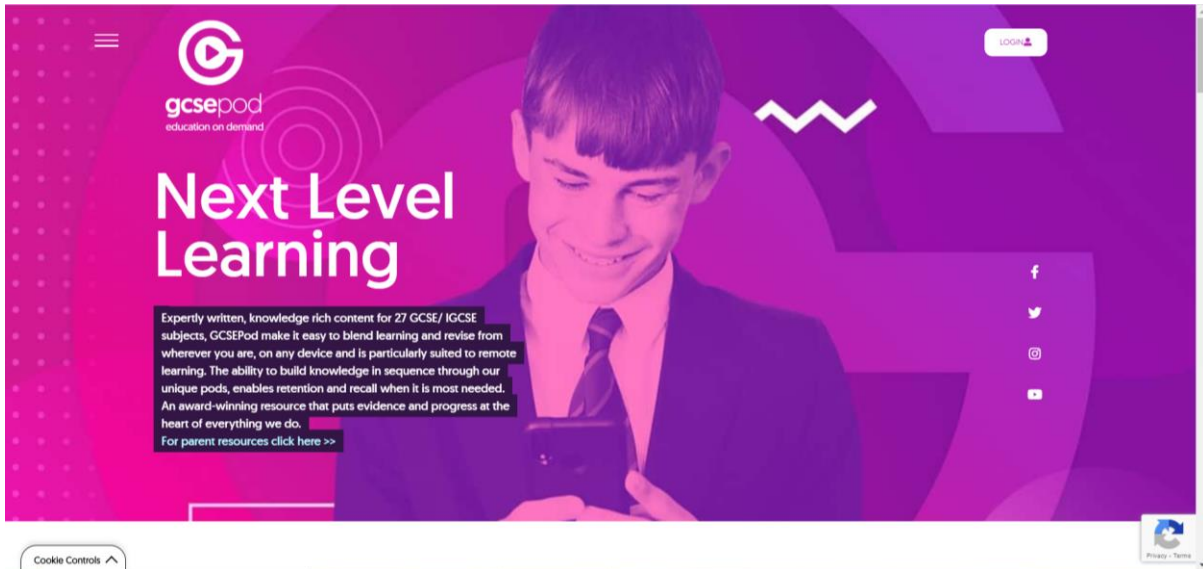 LOGIN
gcsepod
education on demand
Next Level
Learning
Expertly written, knowledge rich content for 27 GCSE/ IGCSE
subjects, GCSEPod make it easy to blend learning and revise from
wherever you are, on any device and is particularly suited to remote
learning. The ability to build knowledge in sequence through our
unique pods, enables retention and recall when it is most needed.
An award-winning resource that puts evidence and progress at the
heart of everything we do.
For parent resources click here >>
Privacy - Terms
Cookie Controls